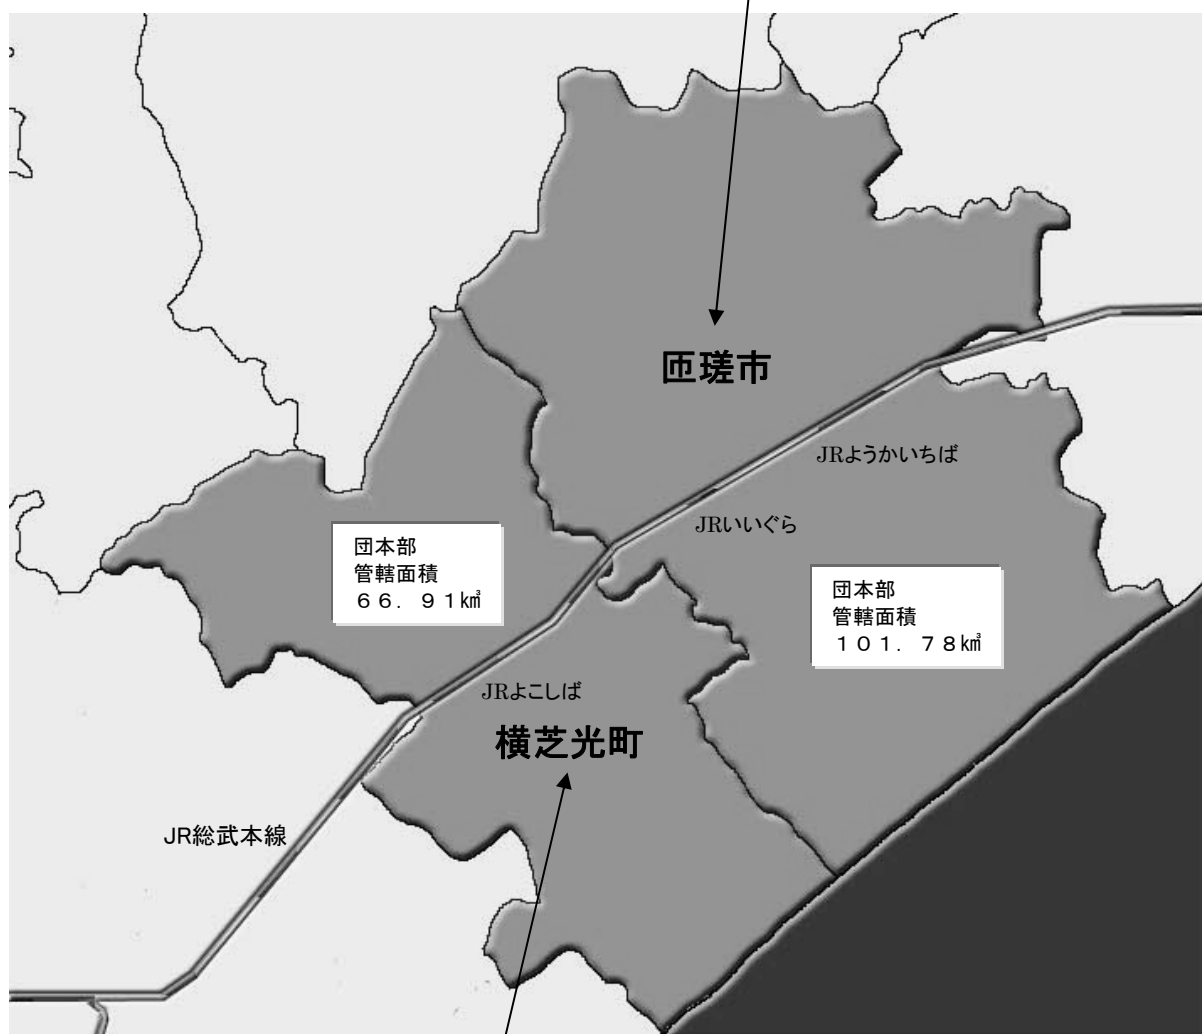 匝瑳市
JRようかいちば
JRいいぐら
団本部
管轄面積
６６．９１㎢
団本部
管轄面積
１０１．７８㎢
JRよこしば
横芝光町
JR総武本線